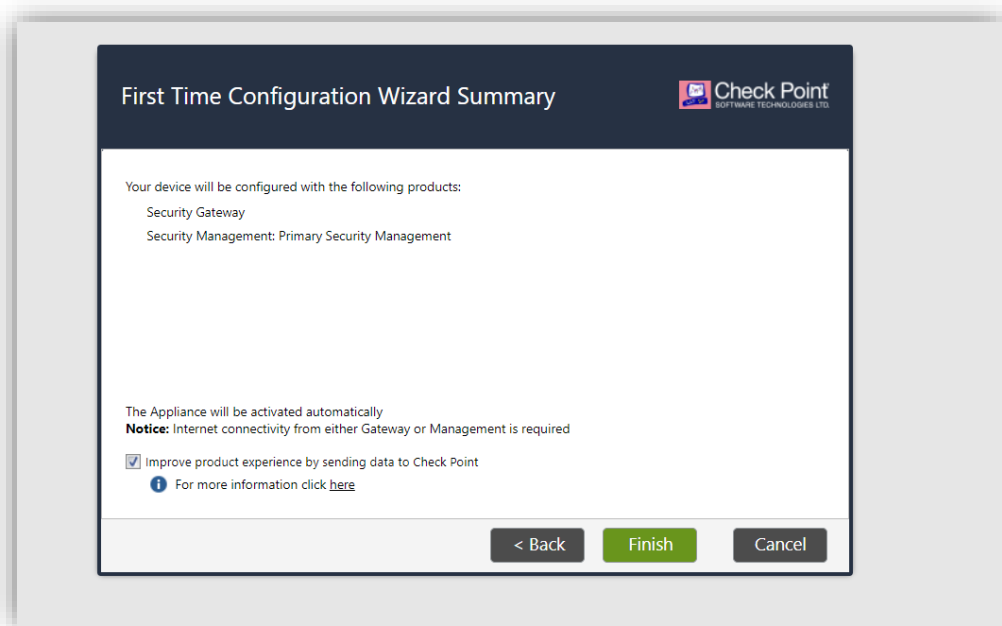 First Time Configuration Wizard Summary
Check Point
SOFTWARE TECHNOLOGIES LTD.
Your device will be configured with the following products:
Security Gateway
Security Management: Primary Security Management
The Appliance will be activated automatically
Notice: Internet connectivity from either Gateway or Management is required
Improve product experience by sending data to Check Point
For more information click here
< Back
Finish
Cancel